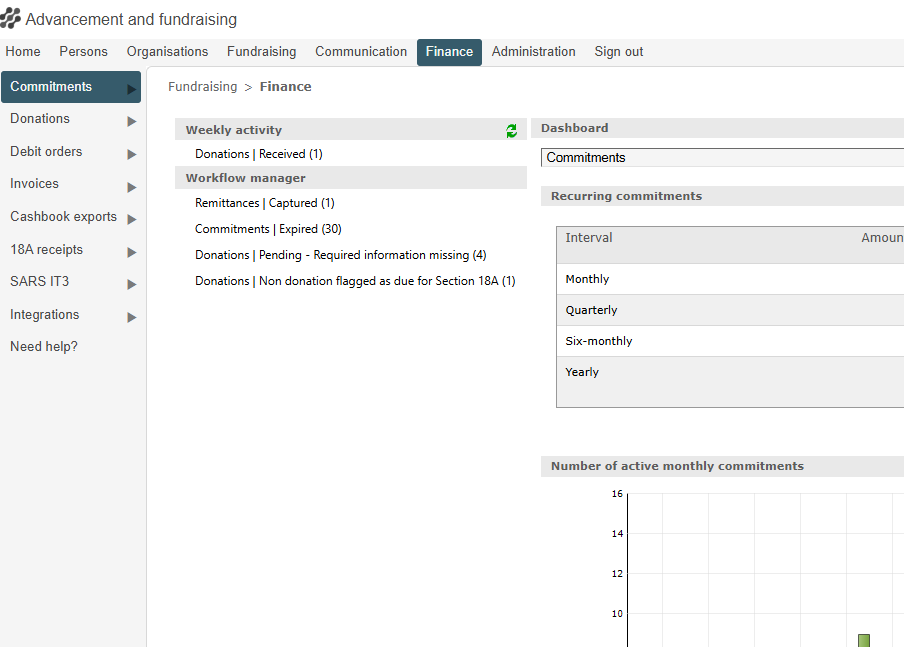 Advancement and fundraising
Home Persons Organisations Fundraising Communication Finance Administration Sign out
Commitments
Donations
Debit orders
Invoices
Cashbook exports
18A receipts
SARS IT3
Integrations
Need help?
Fundraising > Finance
Weekly activity
Donations | Received (1)
Workflow manager
Remittances | Captured (1)
Commitments | Expired (30)
Donations | Pending - Required information missing (4)
Donations | Non donation flagged as due for Section 18A (1)
Dashboard
Commitments
Recurring commitments
Interval Amoun
Monthly
Quarterly
Six-monthly
Yearly
Number of active monthly commitments
16
14
12
10